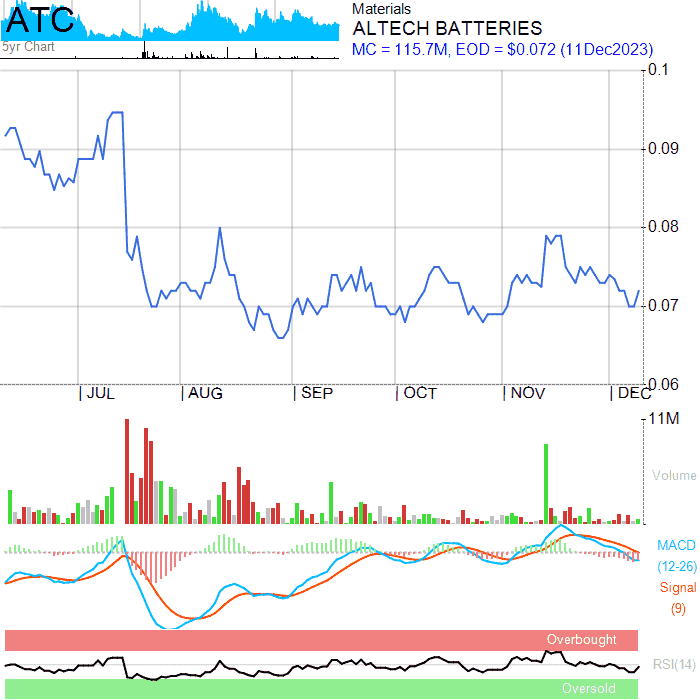 ATC
5yr Chart
Materials
ALTECH BATTERIES
MC = 115.7M, EOD = $0.072 (11Dec2023)
0.1
0.09
0.08
0.07
0.06
JUL AUG SEP OCT NOV DEC
11M
Volume
MACD
(12-26)
Signal
(9)
Overbought
RSI(14)
Oversold